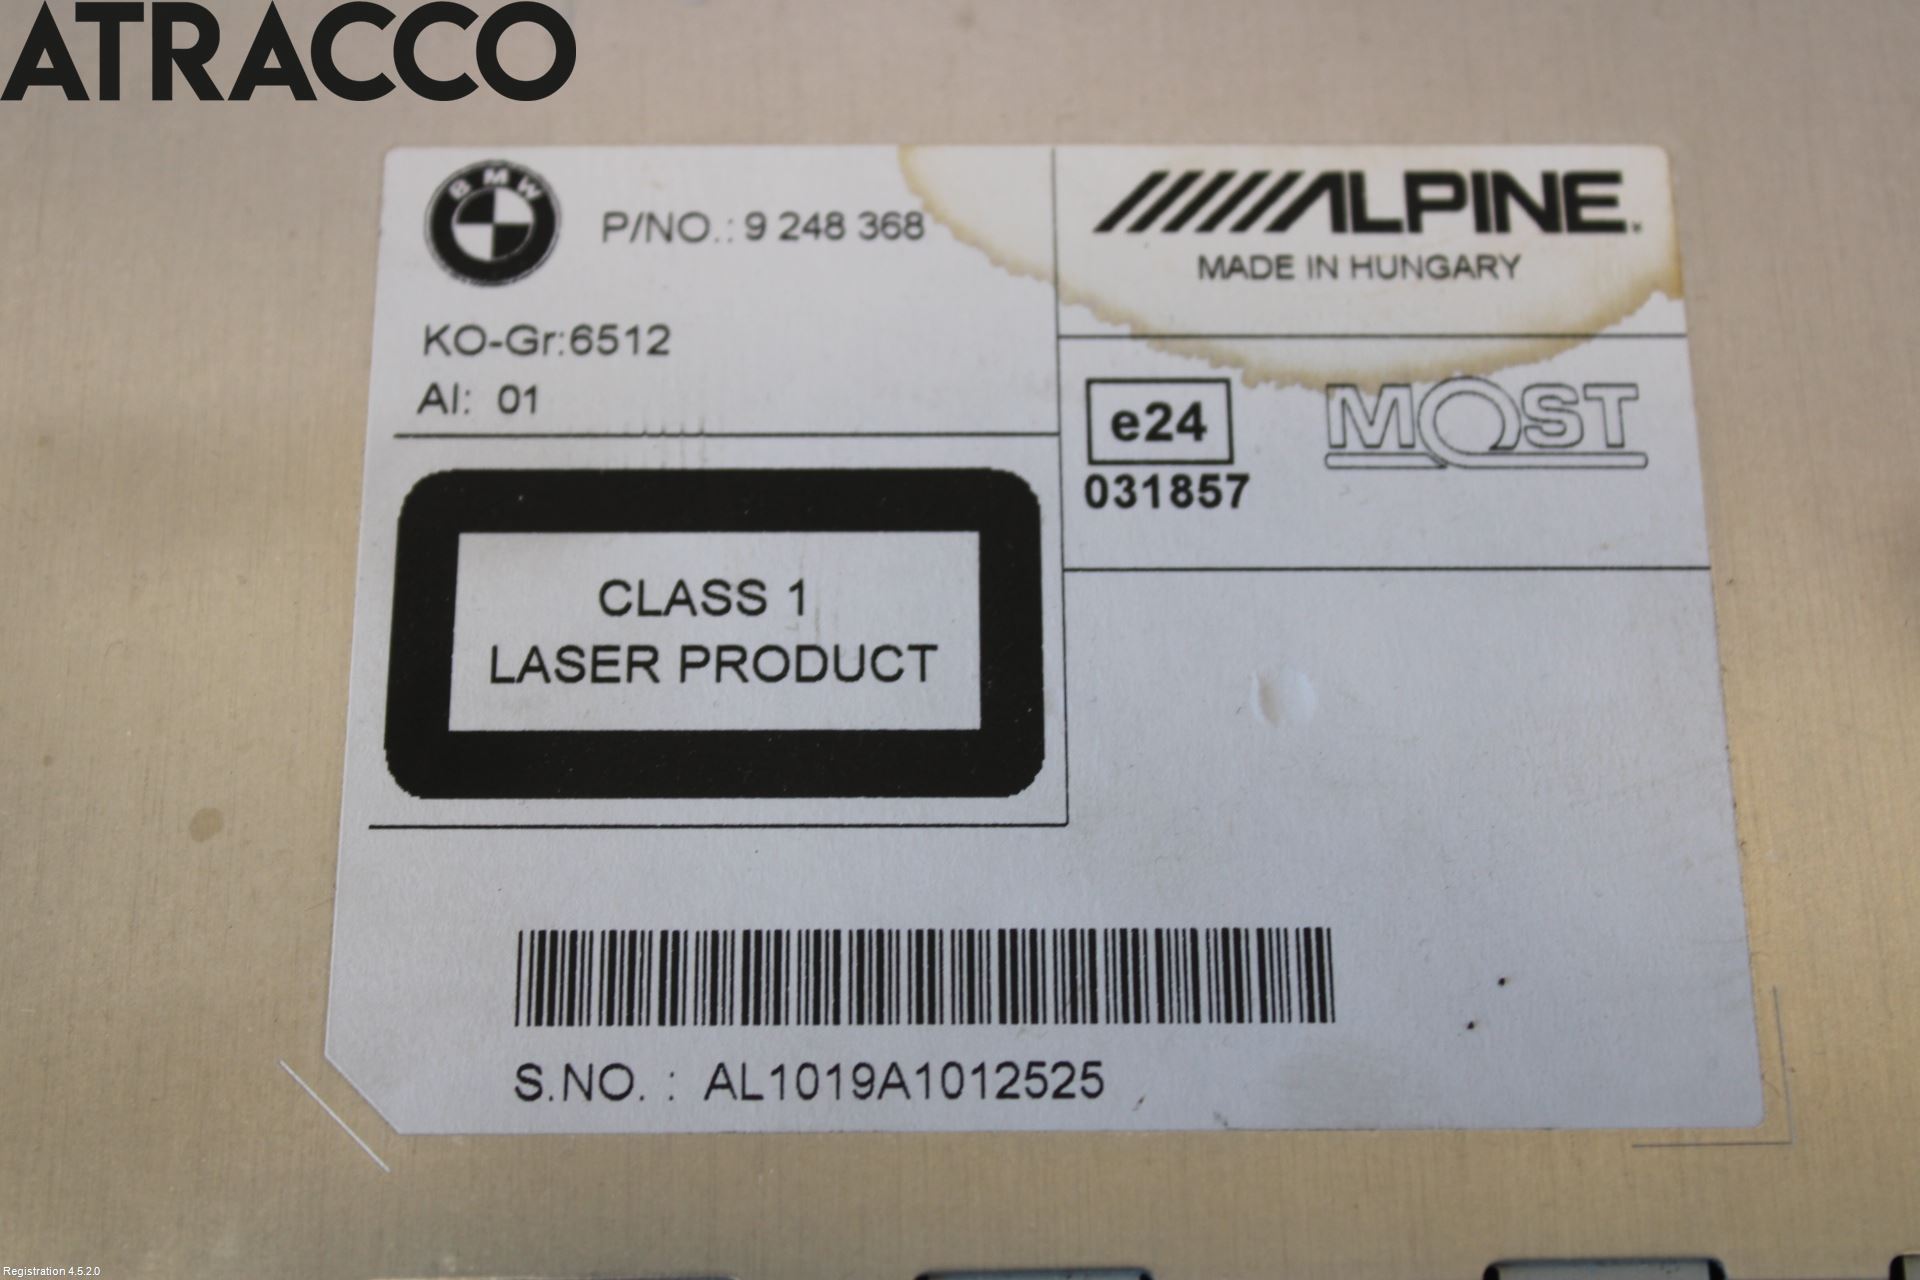 ATRACCO
BMW
P/NO.: 9 248 368
KO-Gr:6512
AI: 01
ALPINE
MADE IN HUNGARY
e24
031857
MOST
CLASS 1
LASER PRODUCT
S.NO. : AL1019A1012525
Registration 4.5.2.0